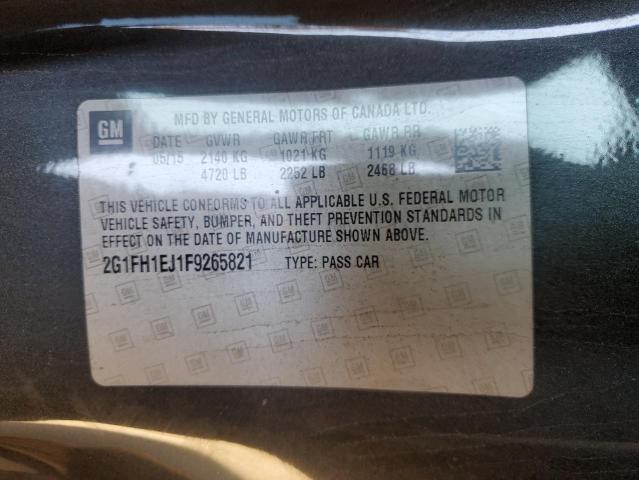 MFD BY GENERAL MOTORS OF CANADA LTD.
GM
DATE GVWR GAWR FRT GAWR RR
05/15 2140 KG 1021 KG 1119 KG
4720 LB 2252 LB 2468 LB
THIS VEHICLE CONFORMS TO ALL APPLICABLE U.S. FEDERAL MOTOR
VEHICLE SAFETY, BUMPER, AND THEFT PREVENTION STANDARDS IN
EFFECT ON THE DATE OF MANUFACTURE SHOWN ABOVE.
2G1FH1EJ1F9265821 TYPE: PASS CAR